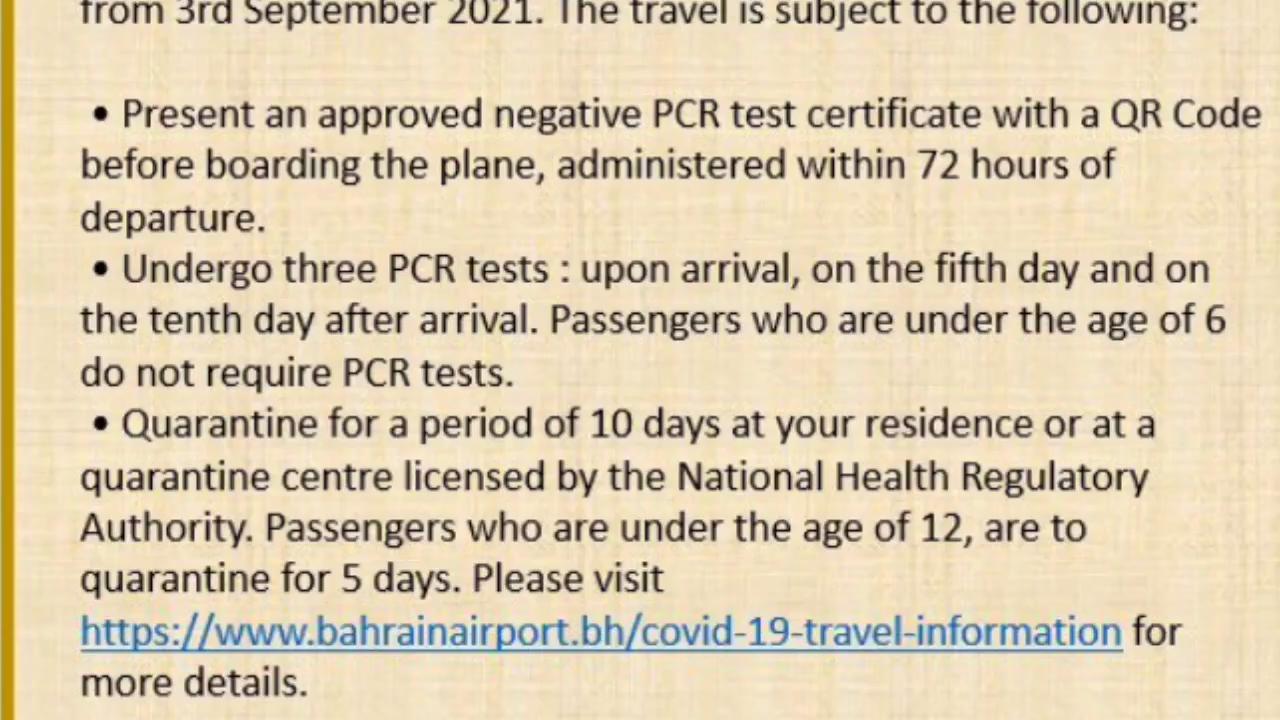 from 3rd September 2021. The travel is subject to the following:
• Present an approved negative PCR test certificate with a QR Code
before boarding the plane, administered within 72 hours of
departure.
• Undergo three PCR tests : upon arrival, on the fifth day and on
the tenth day after arrival. Passengers who are under the age of 6
do not require PCR tests.
• Quarantine for a period of 10 days at your residence or at a
quarantine centre licensed by the National Health Regulatory
Authority. Passengers who are under the age of 12, are to
quarantine for 5 days. Please visit
https://www.bahrainairport.bh/covid-19-travel-information for
more details.